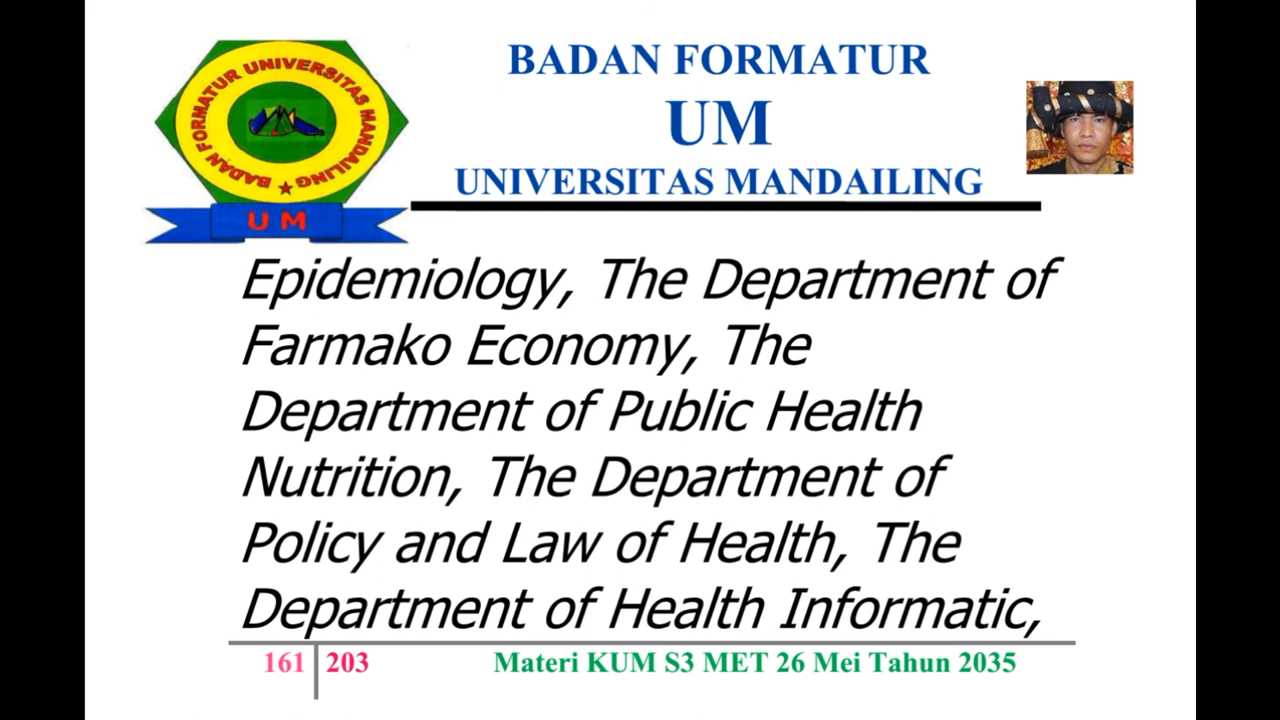 BADAN FORMATUR UNIVERSITAS MANDAILING
UM
BADAN FORMATUR
UM
UNIVERSITAS MANDAILING
Epidemiology, The Department of
Farmako Economy, The
Department of Public Health
Nutrition, The Department of
Policy and Law of Health, The
Department of Health Informatic,
161 203 Materi KUM S3 MET 26 Mei Tahun 2035